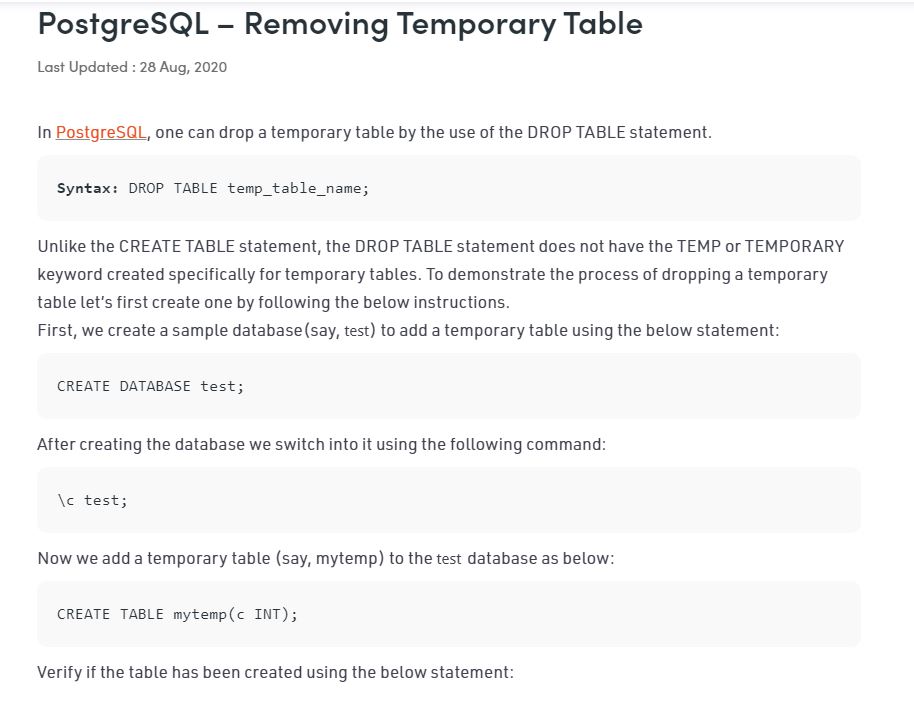 PostgreSQL – Removing Temporary Table
Last Updated : 28 Aug, 2020
In PostgreSQL, one can drop a temporary table by the use of the DROP TABLE statement.
Syntax: DROP TABLE temp_table_name;
Unlike the CREATE TABLE statement, the DROP TABLE statement does not have the TEMP or TEMPORARY
keyword created specifically for temporary tables. To demonstrate the process of dropping a temporary
table let’s first create one by following the below instructions.
First, we create a sample database(say, test) to add a temporary table using the below statement:
CREATE DATABASE test;
After creating the database we switch into it using the following command:
\c test;
Now we add a temporary table (say, mytemp) to the test database as below:
CREATE TABLE mytemp(c INT);
Verify if the table has been created using the below statement: